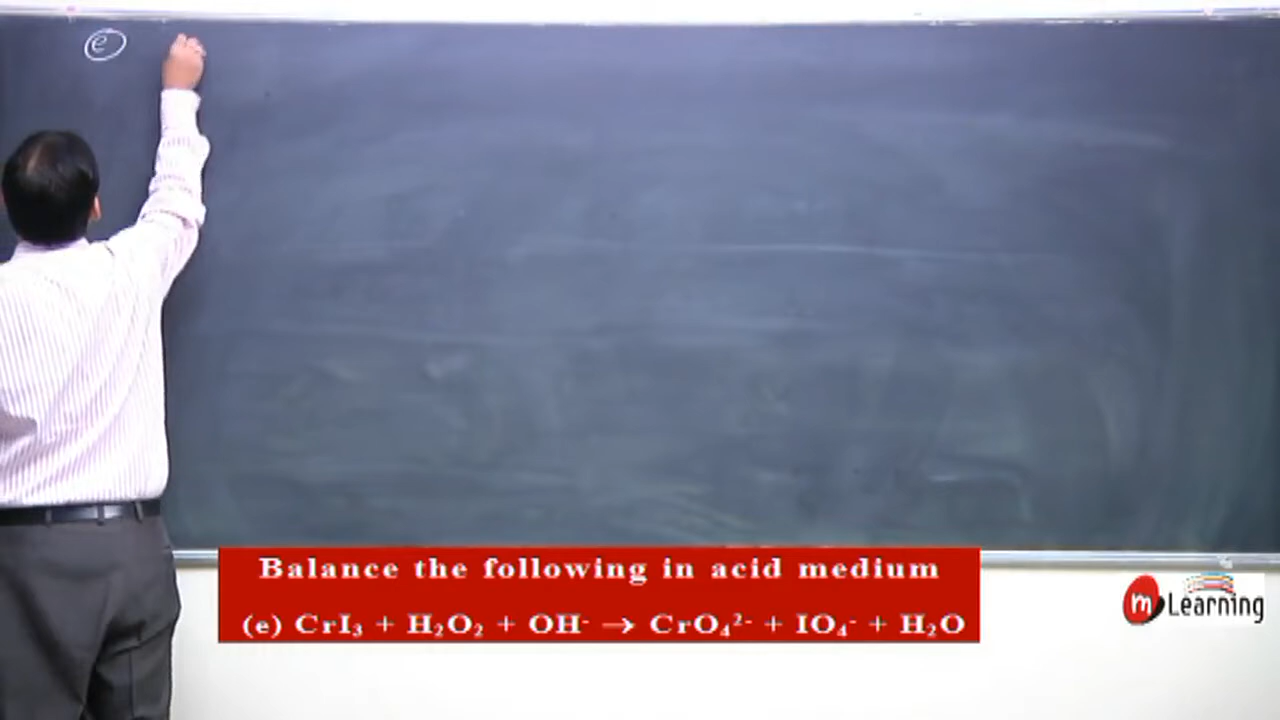 e
Balance the following in acid medium
(e) CrI₃ + H₂O₂ + OH⁻ → CrO₄²⁻ + IO₄⁻ + H₂O
m Learning